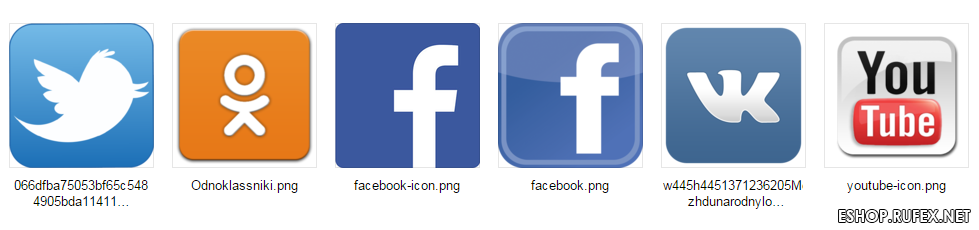 f
f
VK
You
Tube
066dfba75053bf65c548
4905bda11411...
Odnoklassniki.png
facebook-icon.png
facebook.png
w445h4451371236205M
zhdunarodnylo...
youtube-icon.png
ESHOP.RUFEX.NET